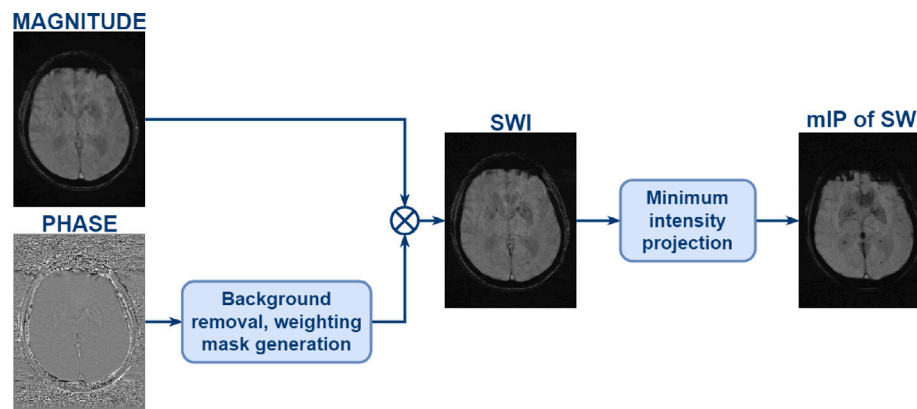 MAGNITUDE
SWI
mIP of SW
Minimum
intensity
projection
PHASE
Background
removal, weighting
mask generation